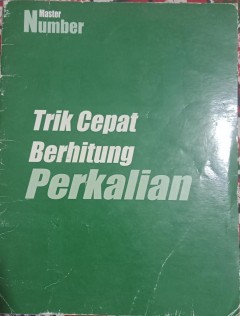 Master
Number
Trik Cepat
Berhitung
Perkalian